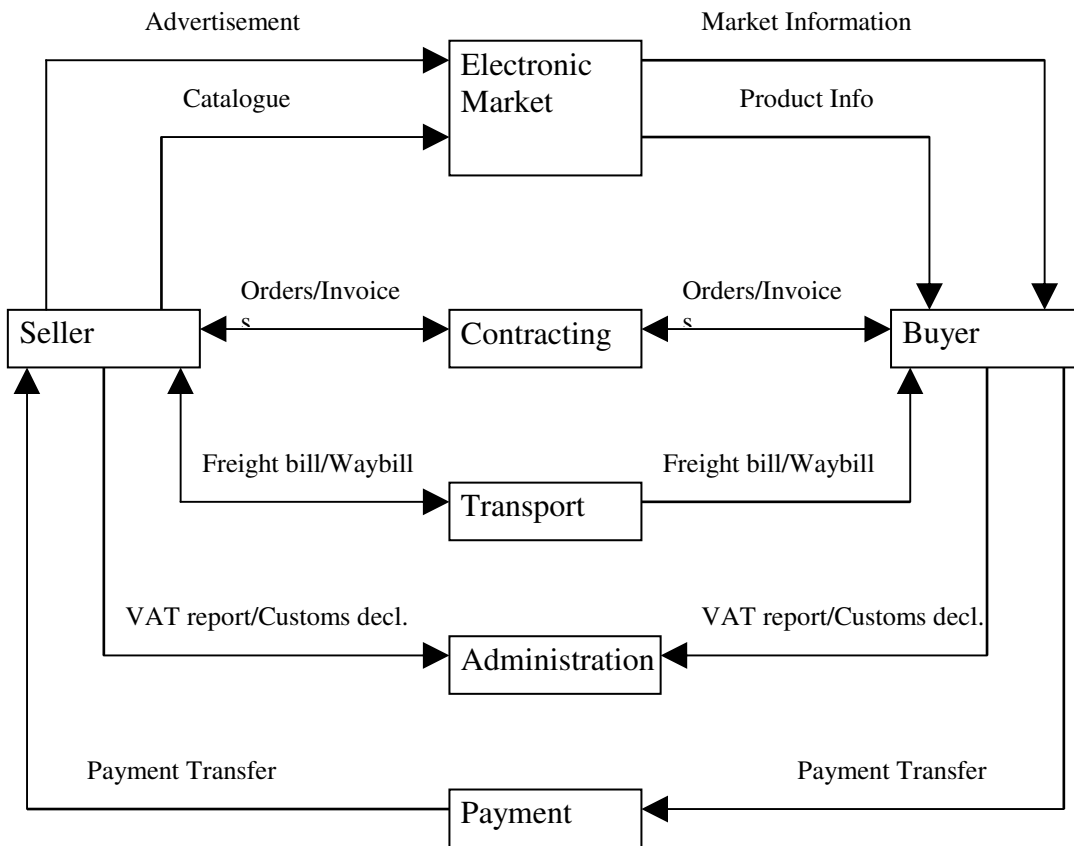 Advertisement
Market Information
Electronic
Market
Catalogue
Product Info
Orders/Invoice
s
Orders/Invoice
s
Seller
Contracting
Buyer
Freight bill/Waybill
Freight bill/Waybill
Transport
VAT report/Customs decl.
VAT report/Customs decl.
Administration
Payment Transfer
Payment Transfer
Payment